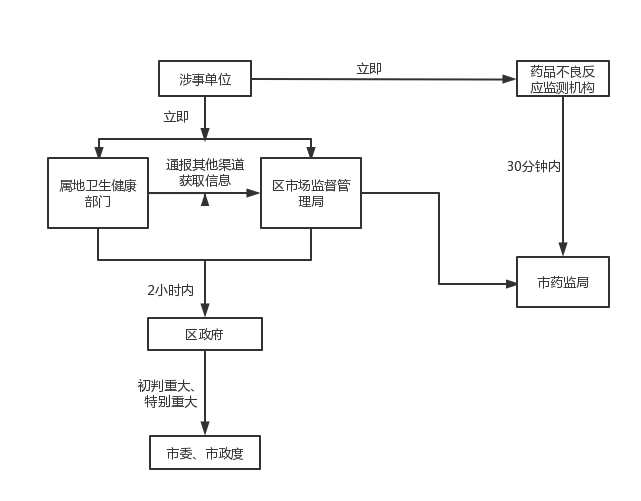 涉事单位
立即
药品不良反
应监测机构
立即
属地卫生健康
部门
通报其他渠道
获取信息
区市场监督管
理局
30分钟内
市药监局
2小时内
区政府
初判重大、
特别重大
市委、市政度